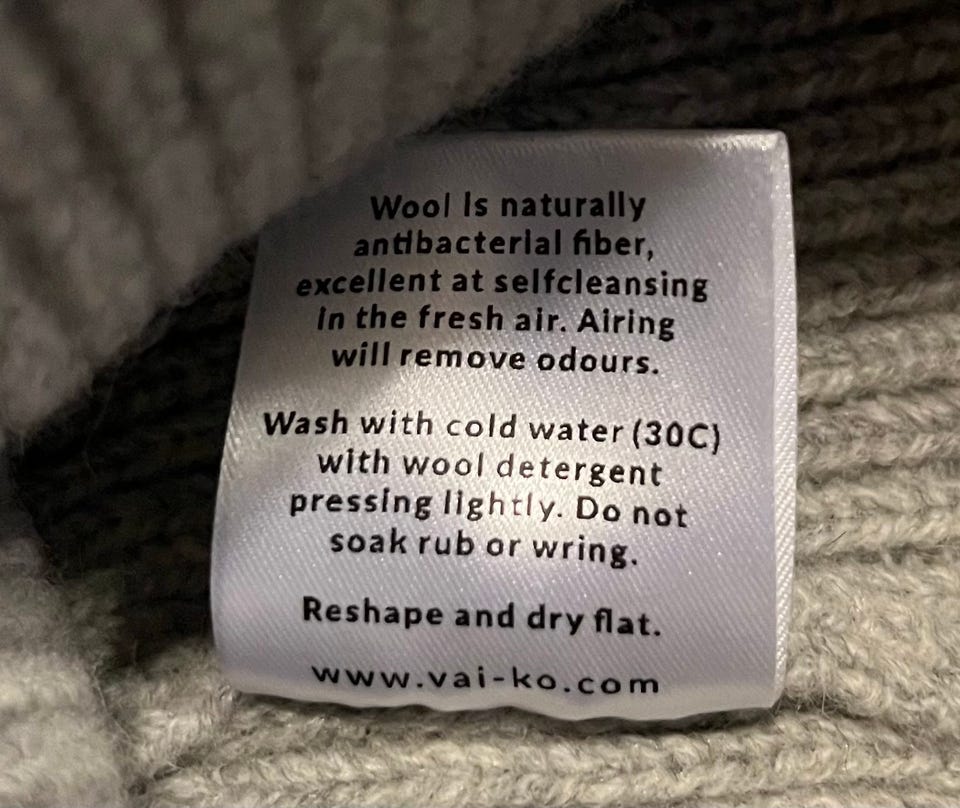 Wool is naturally
antibacterial fiber,
excellent at selfcleansing
in the fresh air. Airing
will remove odours.
Wash with cold water (30C)
with wool detergent
pressing lightly. Do not
soak rub or wring.
Reshape and dry flat.
www.vai-ko.com